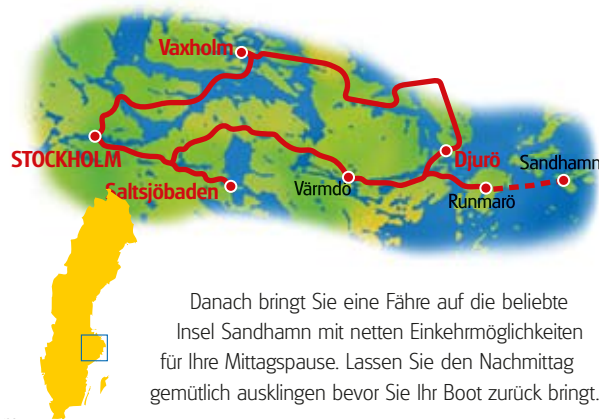 Vaxholm
STOCKHOLM
Djurö
Sandhamn
Saltsjöbaden
Värmdö
Runmarö
Danach bringt Sie eine Fähre auf die beliebte
Insel Sandhamn mit netten Einkehrmöglichkeiten
für Ihre Mittagspause. Lassen Sie den Nachmittag
gemütlich ausklingen bevor Sie Ihr Boot zurück bringt.